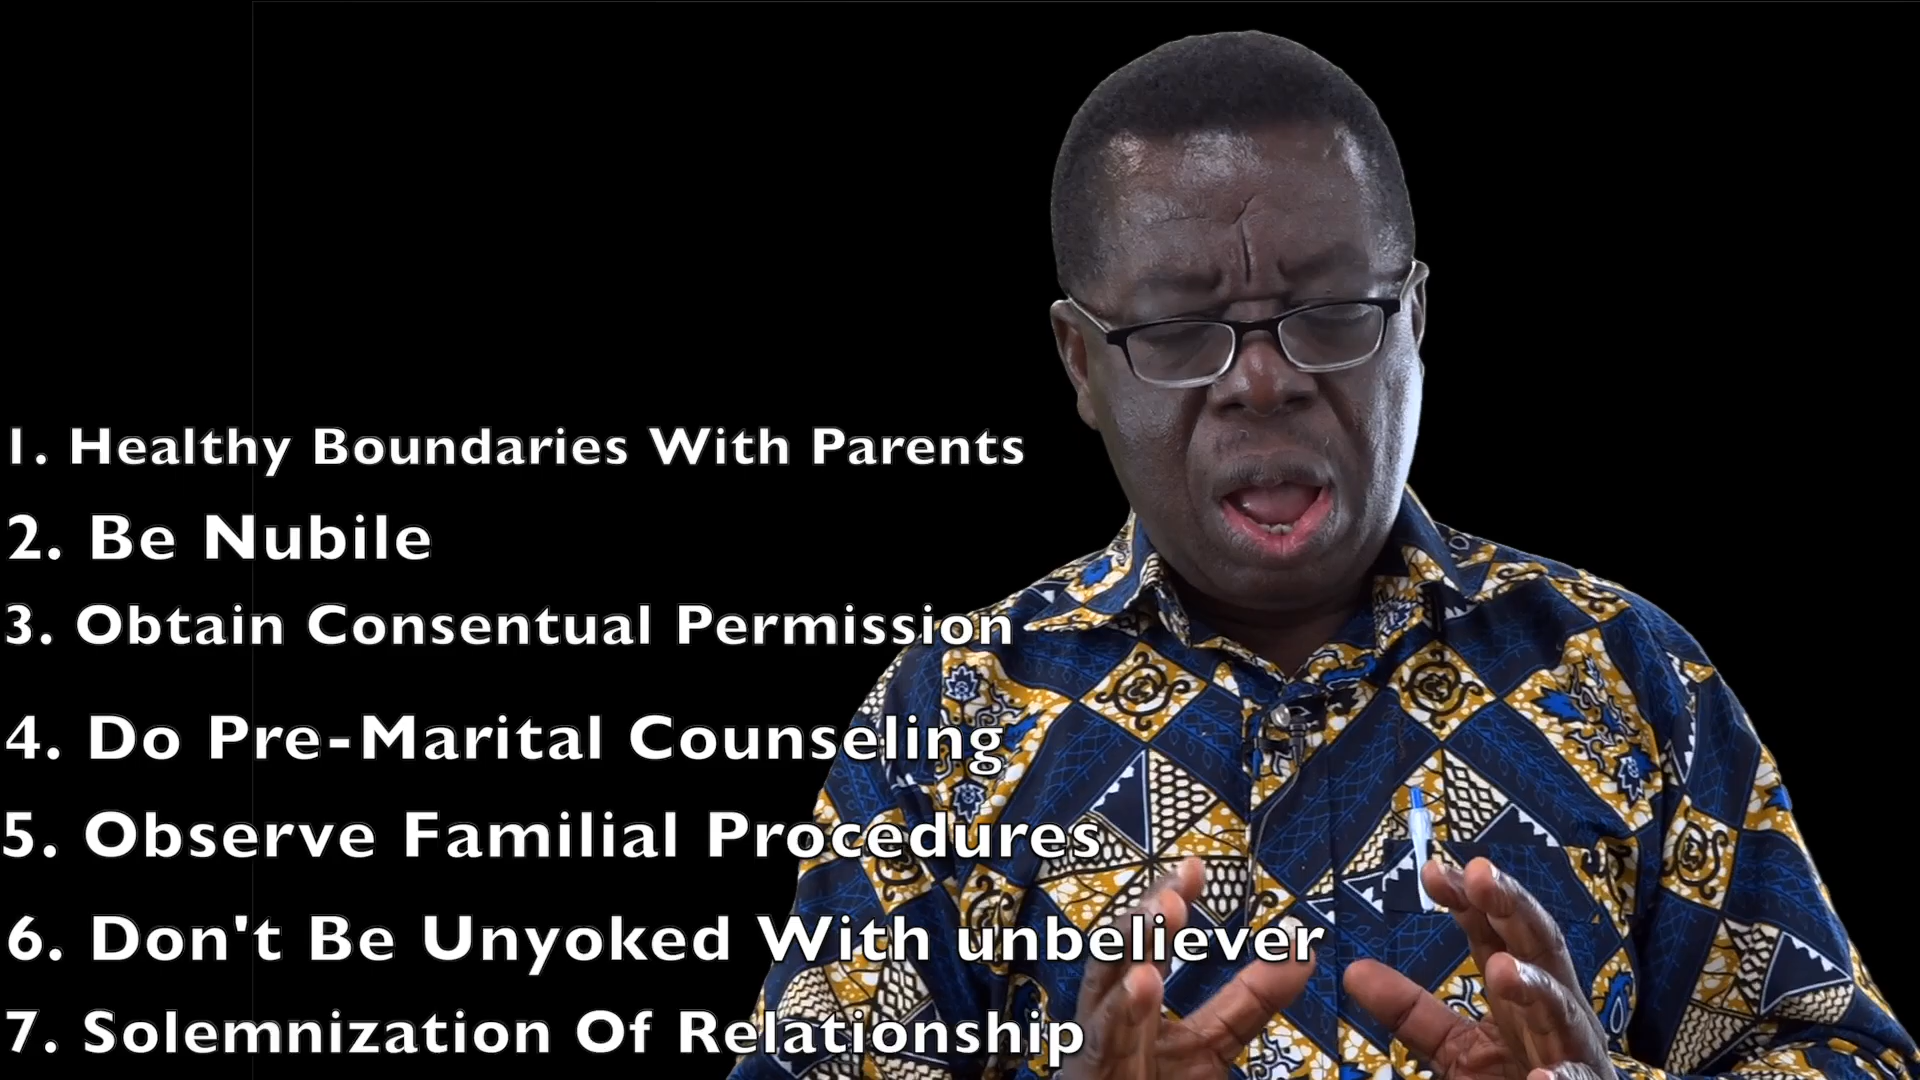 1. Healthy Boundaries With Parents
2. Be Nubile
3. Obtain Consentual Permission
4. Do Pre-Marital Counseling
5. Observe Familial Procedures
6. Don't Be Unyoked With unbeliever
7. Solemnization Of Relationship